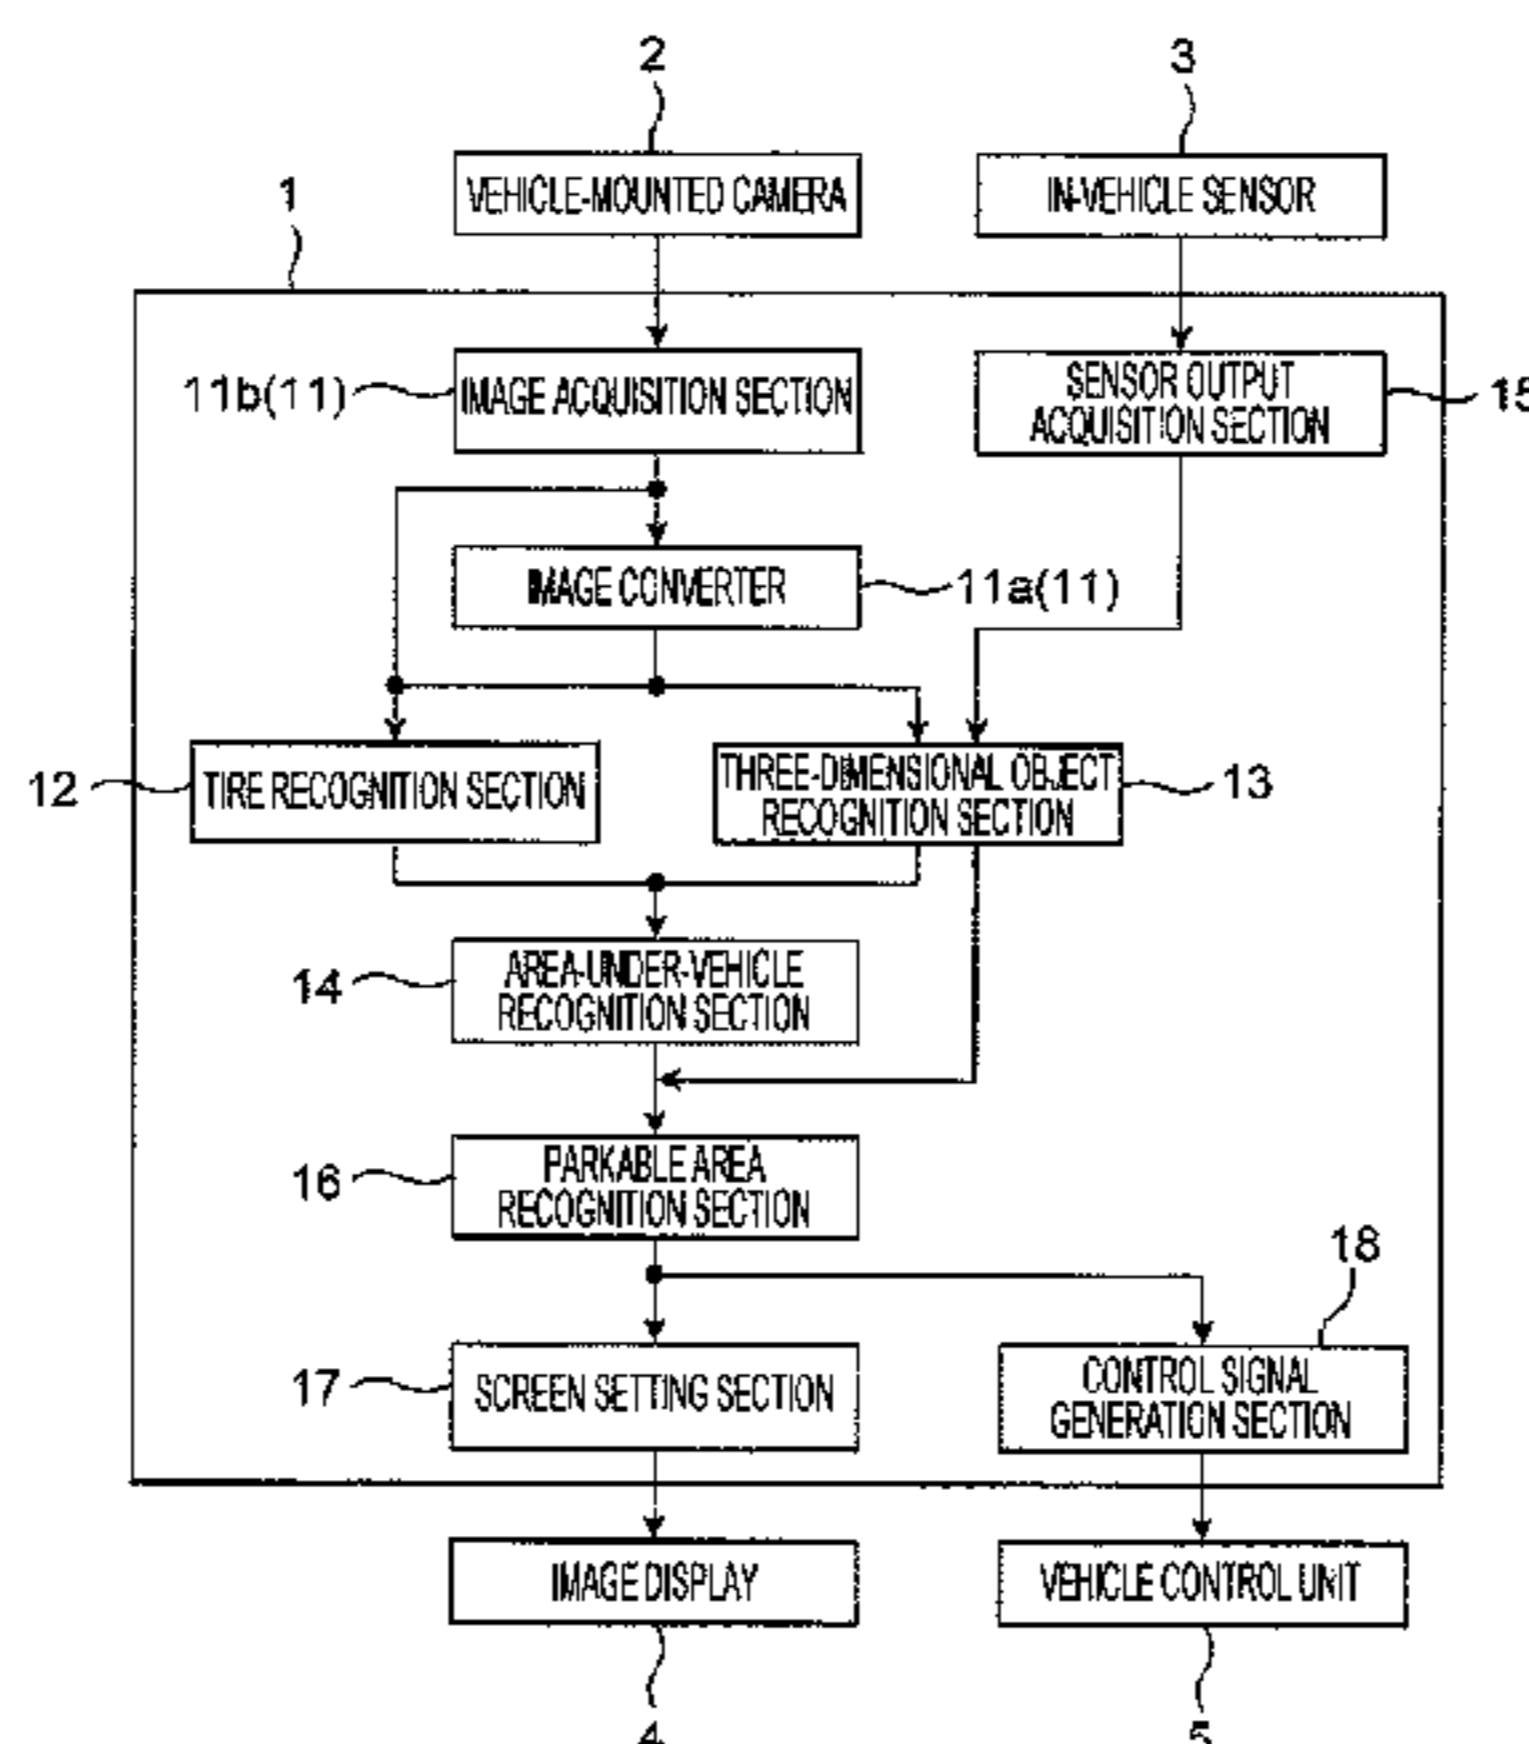 2
3
VEHICLE-MOUNTED CAMERA
IN-VEHICLE SENSOR
1
11b(11)
IMAGE ACQUISITION SECTION
SENSOR OUTPUT
ACQUISITION SECTION
15
IMAGE CONVERTER
11a(11)
12
TIRE RECOGNITION SECTION
THREE-DIMENSIONAL OBJECT
RECOGNITION SECTION
13
14
AREA-UNDER-VEHICLE
RECOGNITION SECTION
16
PARKABLE AREA
RECOGNITION SECTION
18
17
SCREEN SETTING SECTION
CONTROL SIGNAL
GENERATION SECTION
IMAGE DISPLAY
VEHICLE CONTROL UNIT
4
5